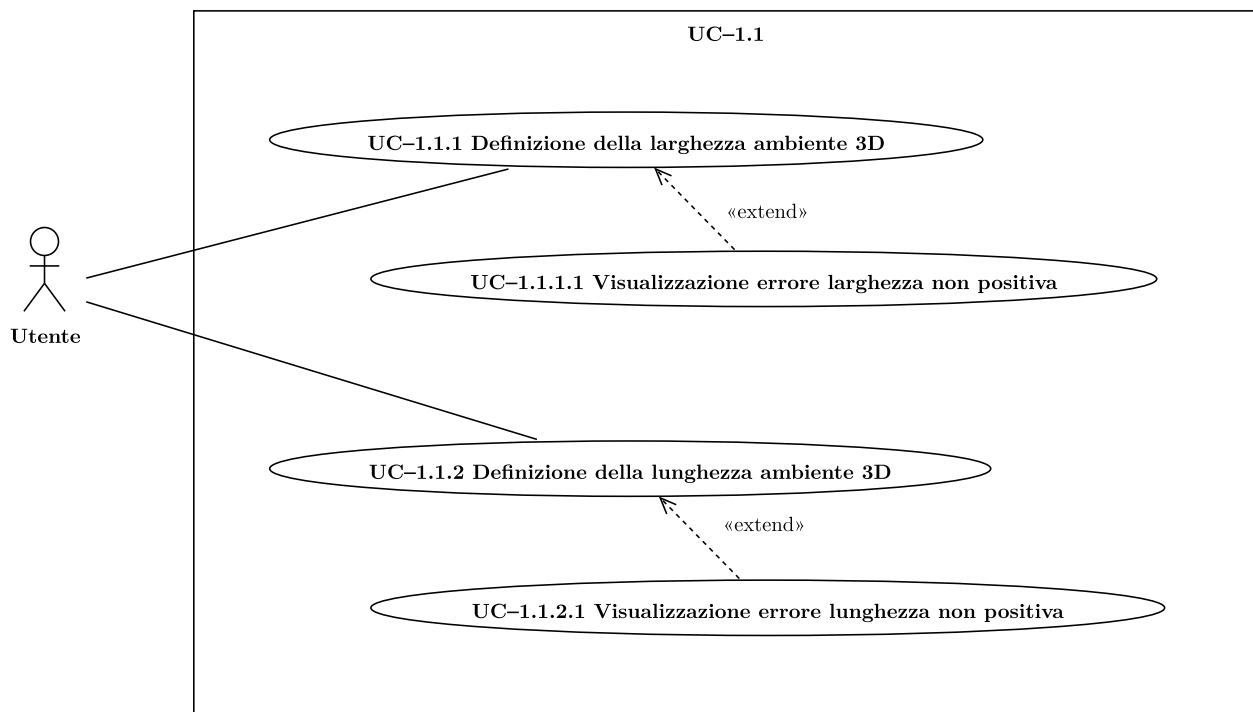 UC–1.1
UC–1.1.1 Definizione della larghezza ambiente 3D
«extend»
UC–1.1.1.1 Visualizzazione errore larghezza non positiva
Utente
UC–1.1.2 Definizione della lunghezza ambiente 3D
«extend»
UC–1.1.2.1 Visualizzazione errore lunghezza non positiva